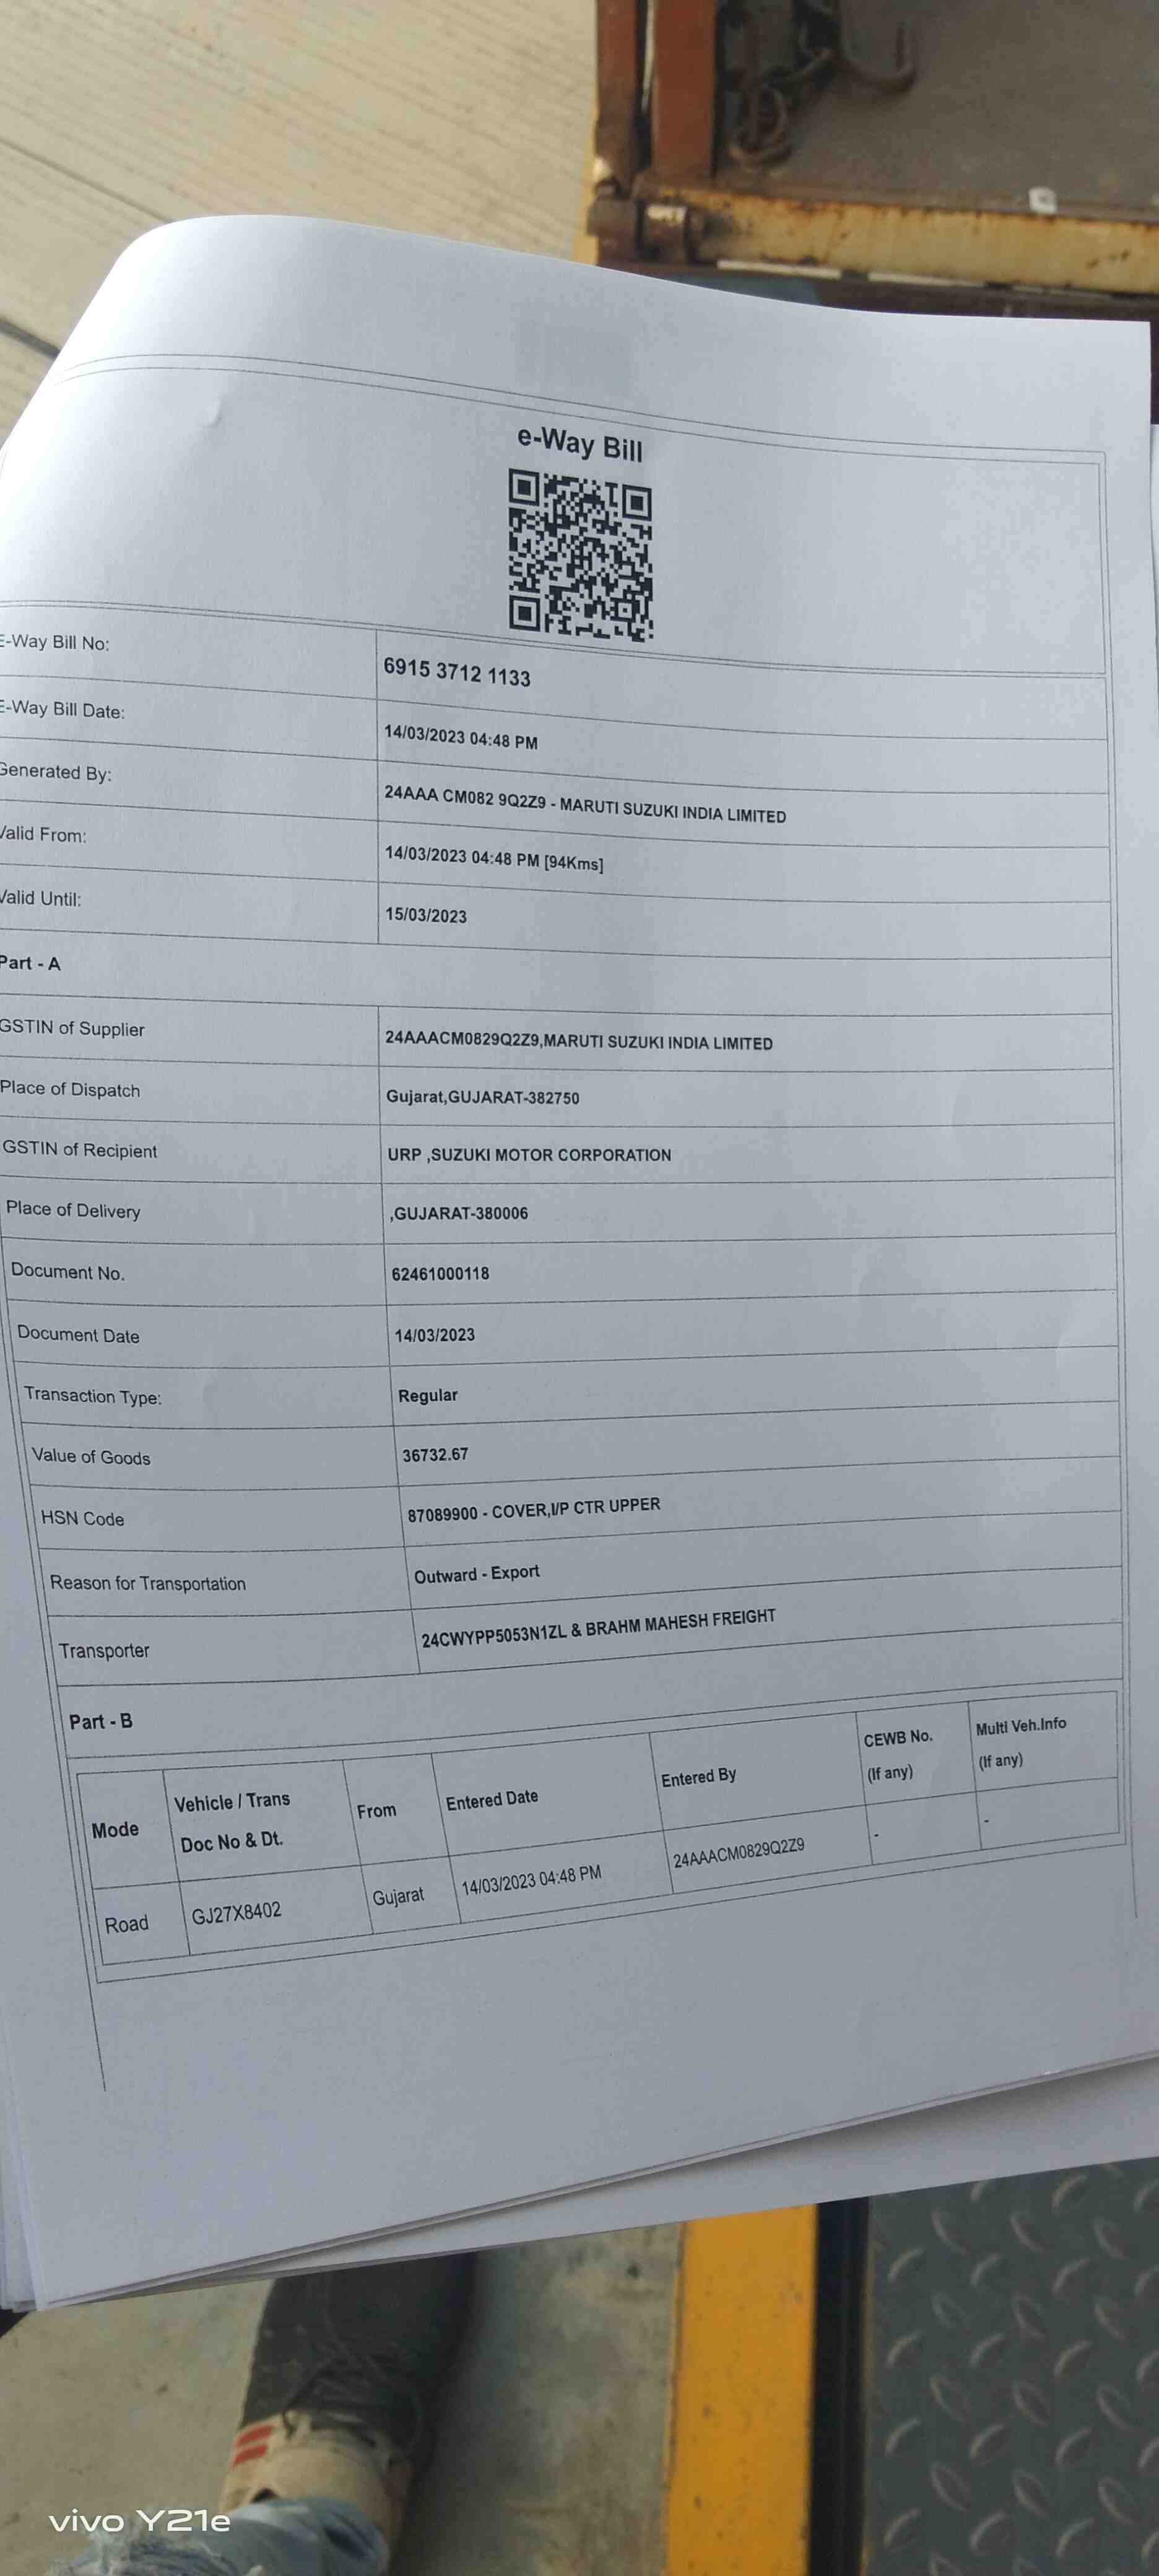 e-Way Bill
E-Way Bill No: 6915 3712 1133
E-Way Bill Date: 14/03/2023 04:48 PM
Generated By: 24AAA CM082 9Q2Z9 - MARUTI SUZUKI INDIA LIMITED
Valid From: 14/03/2023 04:48 PM [94Kms]
Valid Until: 15/03/2023
Part - A
GSTIN of Supplier 24AAACM0829Q2Z9,MARUTI SUZUKI INDIA LIMITED
Place of Dispatch Gujarat,GUJARAT-382750
GSTIN of Recipient URP ,SUZUKI MOTOR CORPORATION
Place of Delivery ,GUJARAT-380006
Document No. 62461000118
Document Date 14/03/2023
Transaction Type: Regular
Value of Goods 36732.67
HSN Code 87089900 - COVER,I/P CTR UPPER
Reason for Transportation Outward - Export
Transporter 24CWYPP5053N1ZL & BRAHM MAHESH FREIGHT
Part - B
Mode Vehicle / Trans Doc No & Dt. From Entered Date Entered By CEWB No. (If any) Multi Veh.Info (If any)
Road GJ27X8402 Gujarat 14/03/2023 04:48 PM 24AAACM0829Q2Z9 - -
vivo Y21e